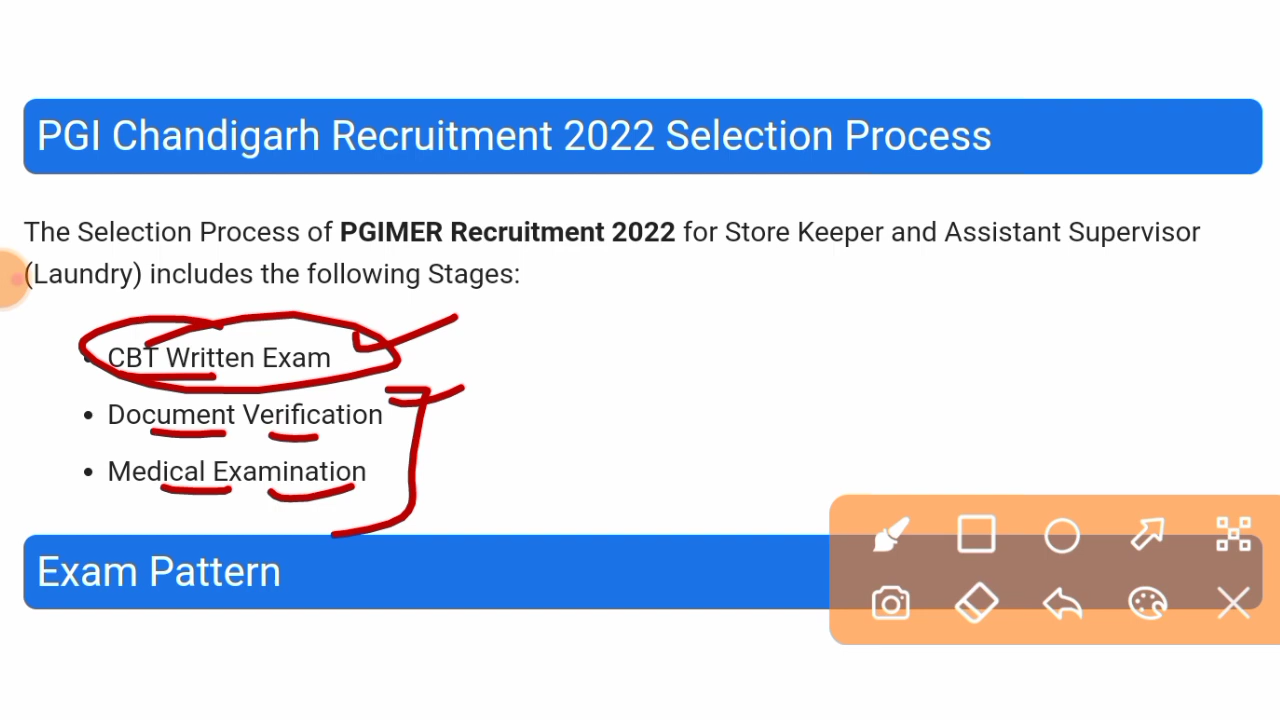 PGI Chandigarh Recruitment 2022 Selection Process
The Selection Process of PGIMER Recruitment 2022 for Store Keeper and Assistant Supervisor
(Laundry) includes the following Stages:
• CBT Written Exam
• Document Verification
• Medical Examination
Exam Pattern